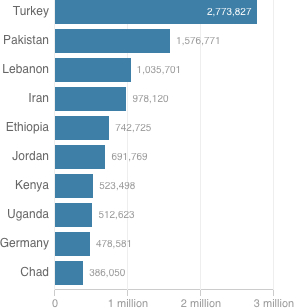 Turkey 2,773,827
Pakistan 1,576,771
Lebanon 1,035,701
Iran 978,120
Ethiopia 742,725
Jordan 691,769
Kenya 523,498
Uganda 512,623
Germany 478,581
Chad 386,050
0 1 million 2 million 3 million